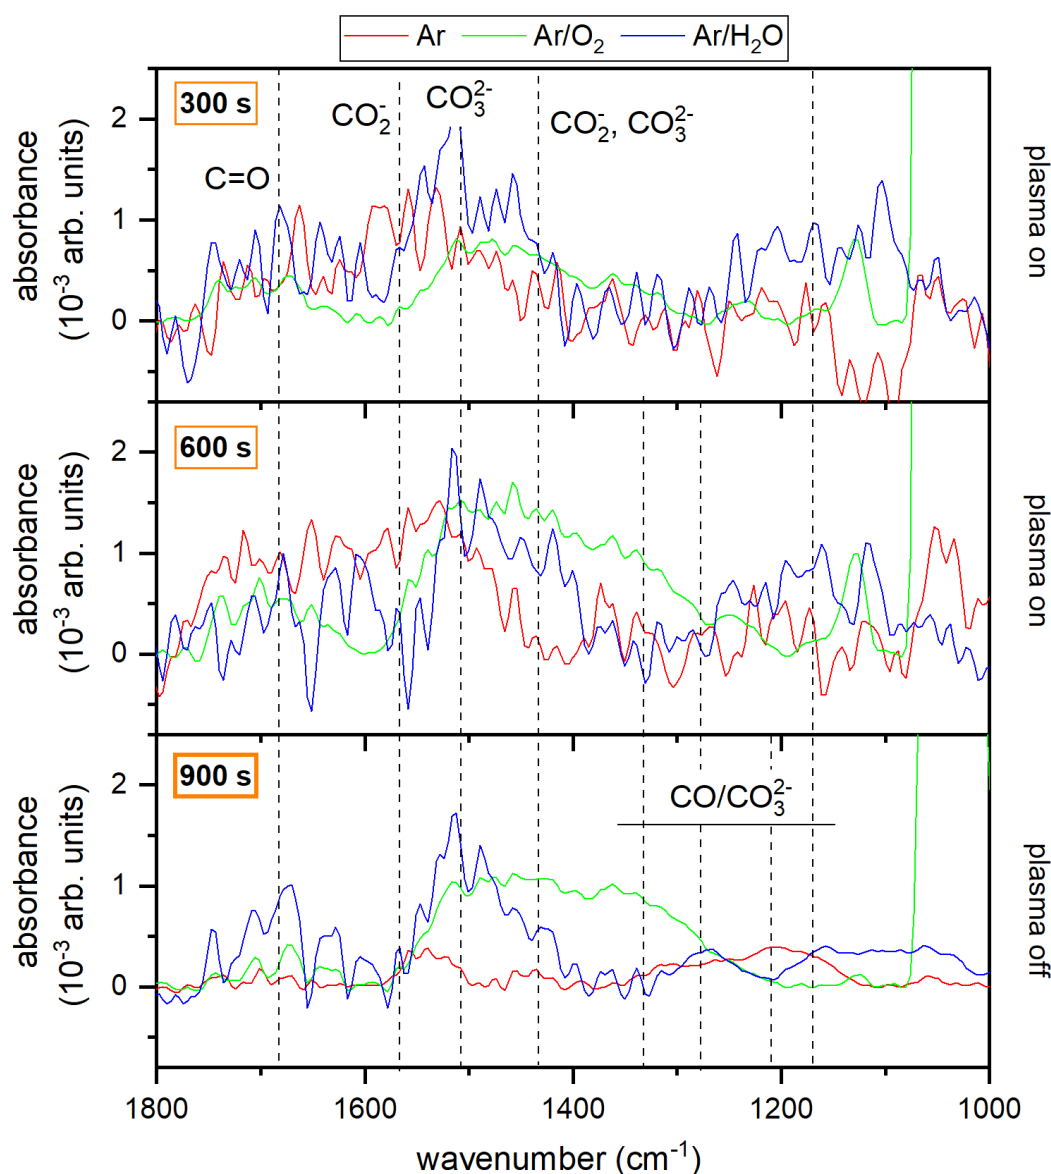 Ar Ar/O₂ Ar/H₂O
300 s
CO₂⁻
CO₃²⁻
CO₂⁻, CO₃²⁻
C=O
absorbance
(10⁻³ arb. units)
2
1
0
plasma on
600 s
absorbance
(10⁻³ arb. units)
2
1
0
plasma on
900 s
CO/CO₃²⁻
absorbance
(10⁻³ arb. units)
2
1
0
plasma off
1800 1600 1400 1200 1000
wavenumber (cm⁻¹)